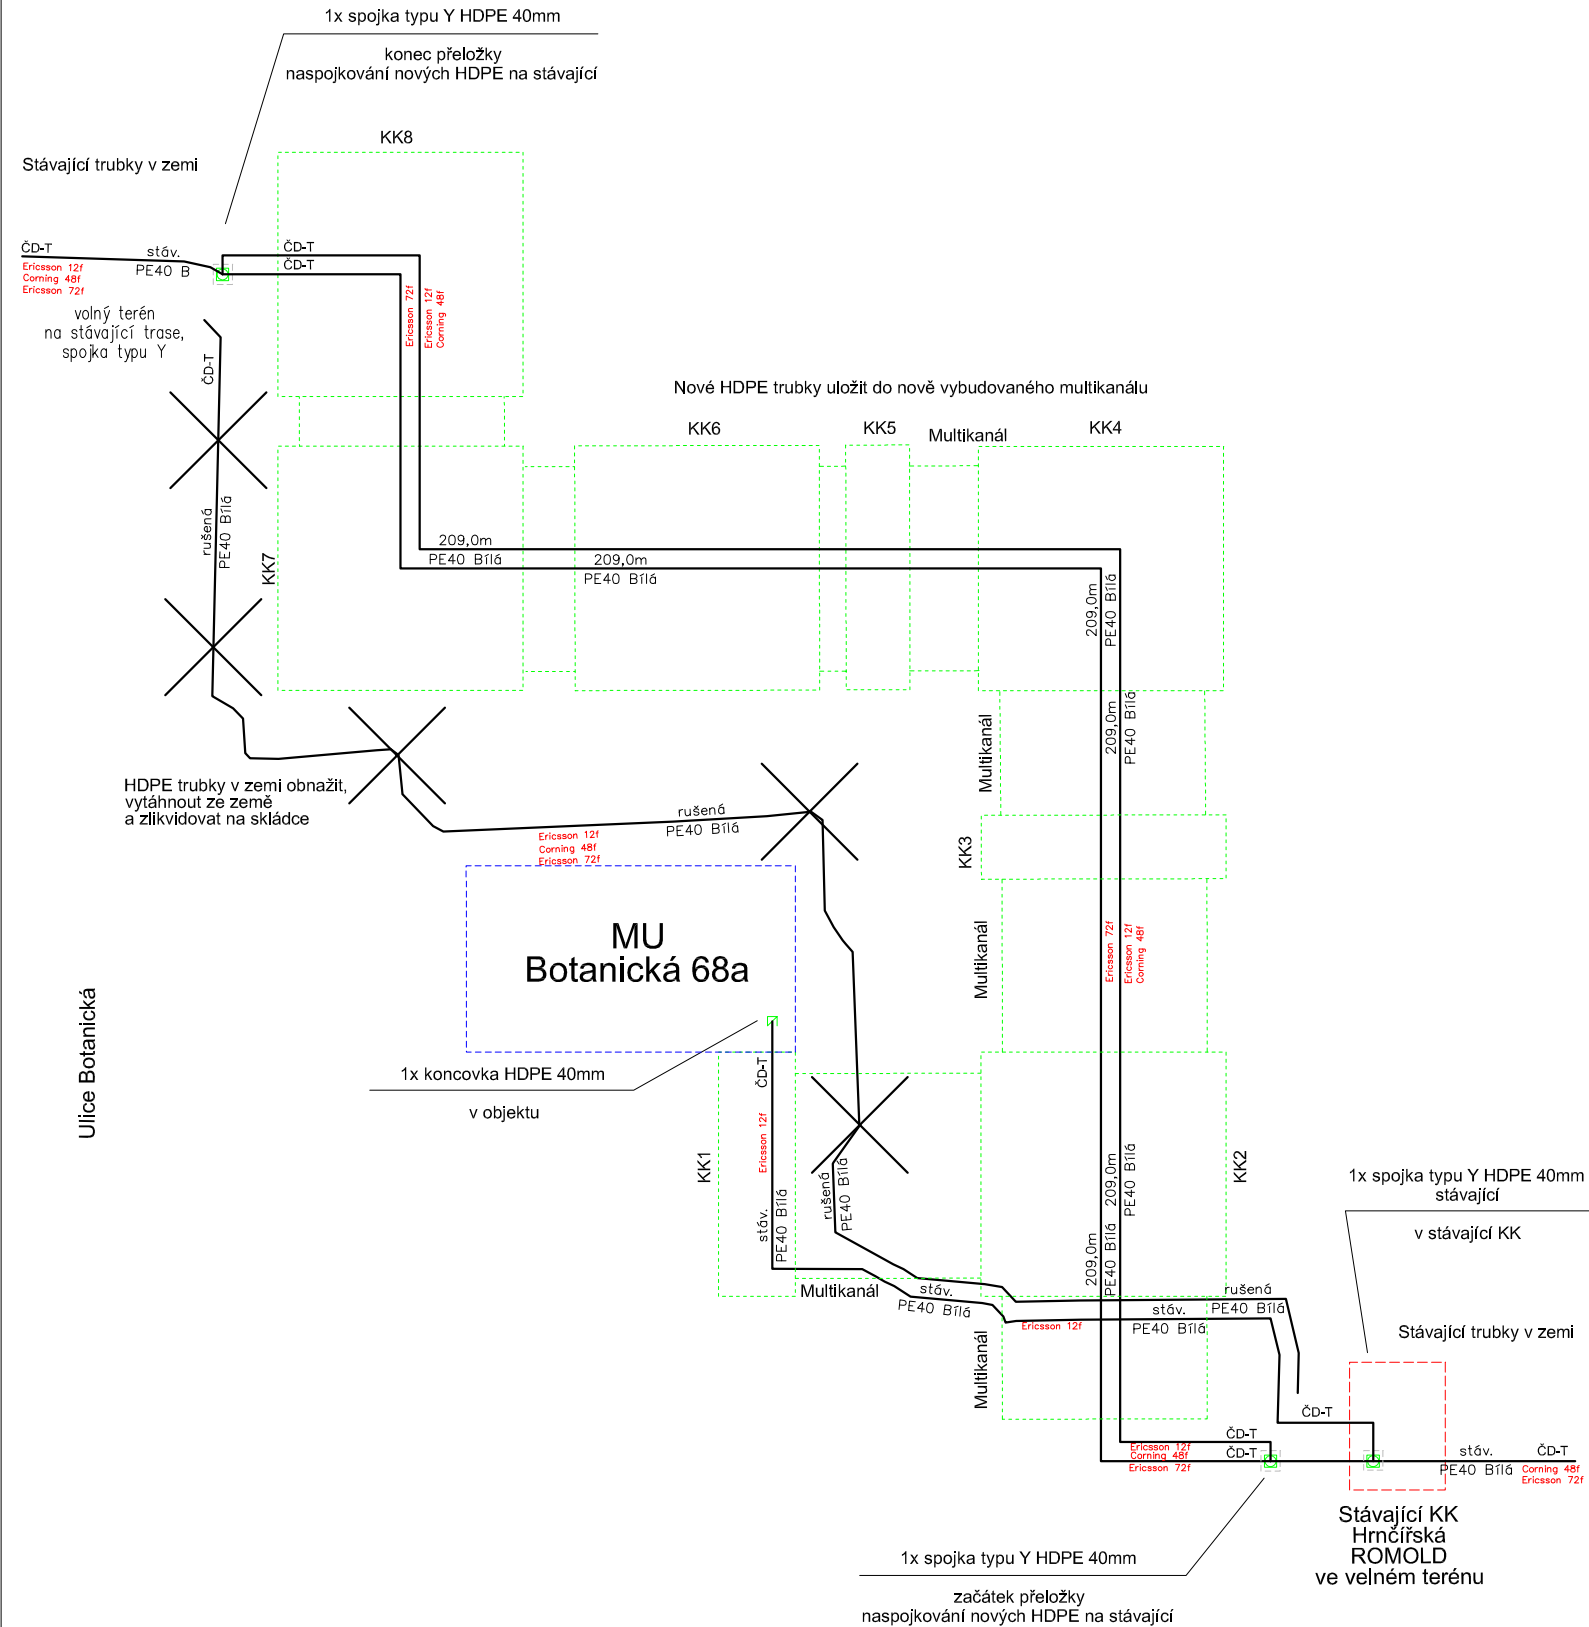 1x spojka typu Y HDPE 40mm
konec přeložky
naspojkování nových HDPE na stávající
KK8
Stávající trubky v zemi
ČD-T
stáv.
PE40 B
Ericsson 12f
Corning 48f
Ericsson 72f
ČD-T
ČD-T
Ericsson 72f
Ericsson 12f
Corning 48f
volný terén
na stávající trase,
spojka typu Y
ČD-T
Nové HDPE trubky uložit do nově vybudovaného multikanálu
KK6
KK5
Multikanál
KK4
rušená
PE40 Bílá
KK7
209,0m
PE40 Bílá
209,0m
PE40 Bílá
209,0m
PE40 Bílá
209,0m
PE40 Bílá
Multikanál
HDPE trubky v zemi obnažit,
vytáhnout ze země
a zlikvidovat na skládce
rušená
PE40 Bílá
Ericsson 12f
Corning 48f
Ericsson 72f
KK3
MU
Botanická 68a
Multikanál
Ericsson 72f
Ericsson 12f
Corning 48f
Ulice Botanická
1x koncovka HDPE 40mm
v objektu
ČD-T
Ericsson 12f
KK1
stáv.
PE40 Bílá
rušená
PE40 Bílá
209,0m
PE40 Bílá
KK2
209,0m
PE40 Bílá
1x spojka typu Y HDPE 40mm
stávající
v stávající KK
Multikanál
stáv.
PE40 Bílá
rušená
PE40 Bílá
stáv.
PE40 Bílá
Ericsson 12f
Multikanál
Stávající trubky v zemi
ČD-T
ČD-T
ČD-T
Ericsson 12f
Corning 48f
Ericsson 72f
stáv.
PE40 Bílá
ČD-T
Corning 48f
Ericsson 72f
Stávající KK
Hrnčířská
ROMOLD
ve velném terénu
1x spojka typu Y HDPE 40mm
začátek přeložky
naspojkování nových HDPE na stávající